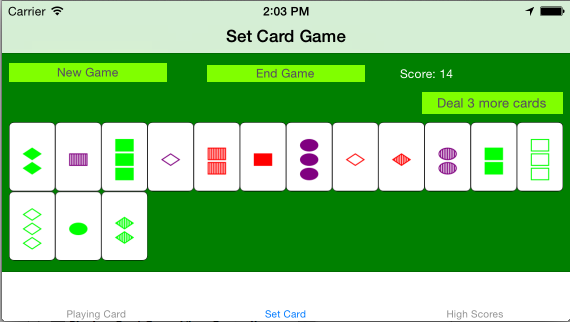 Carrier 2:03 PM
Set Card Game
New Game End Game Score: 14
Deal 3 more cards
Playing Card Set Card High Scores